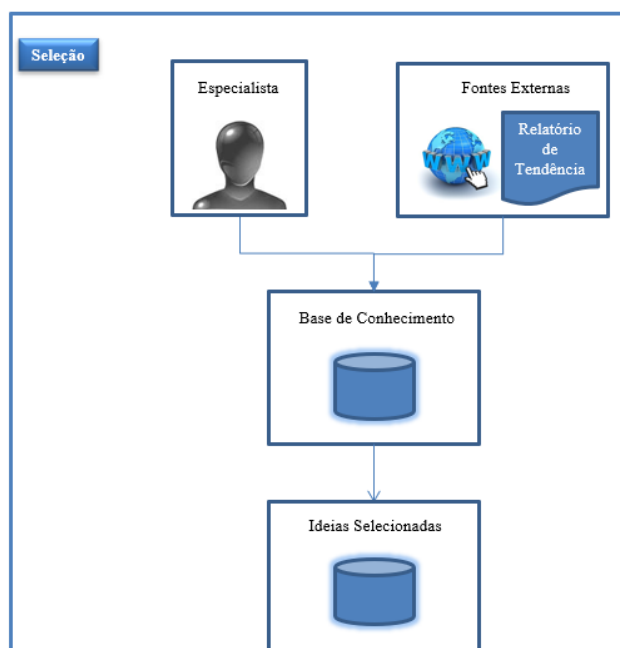 Seleção
Especialista
Fontes Externas
WWW
Relatório
de
Tendência
Base de Conhecimento
Ideias Selecionadas